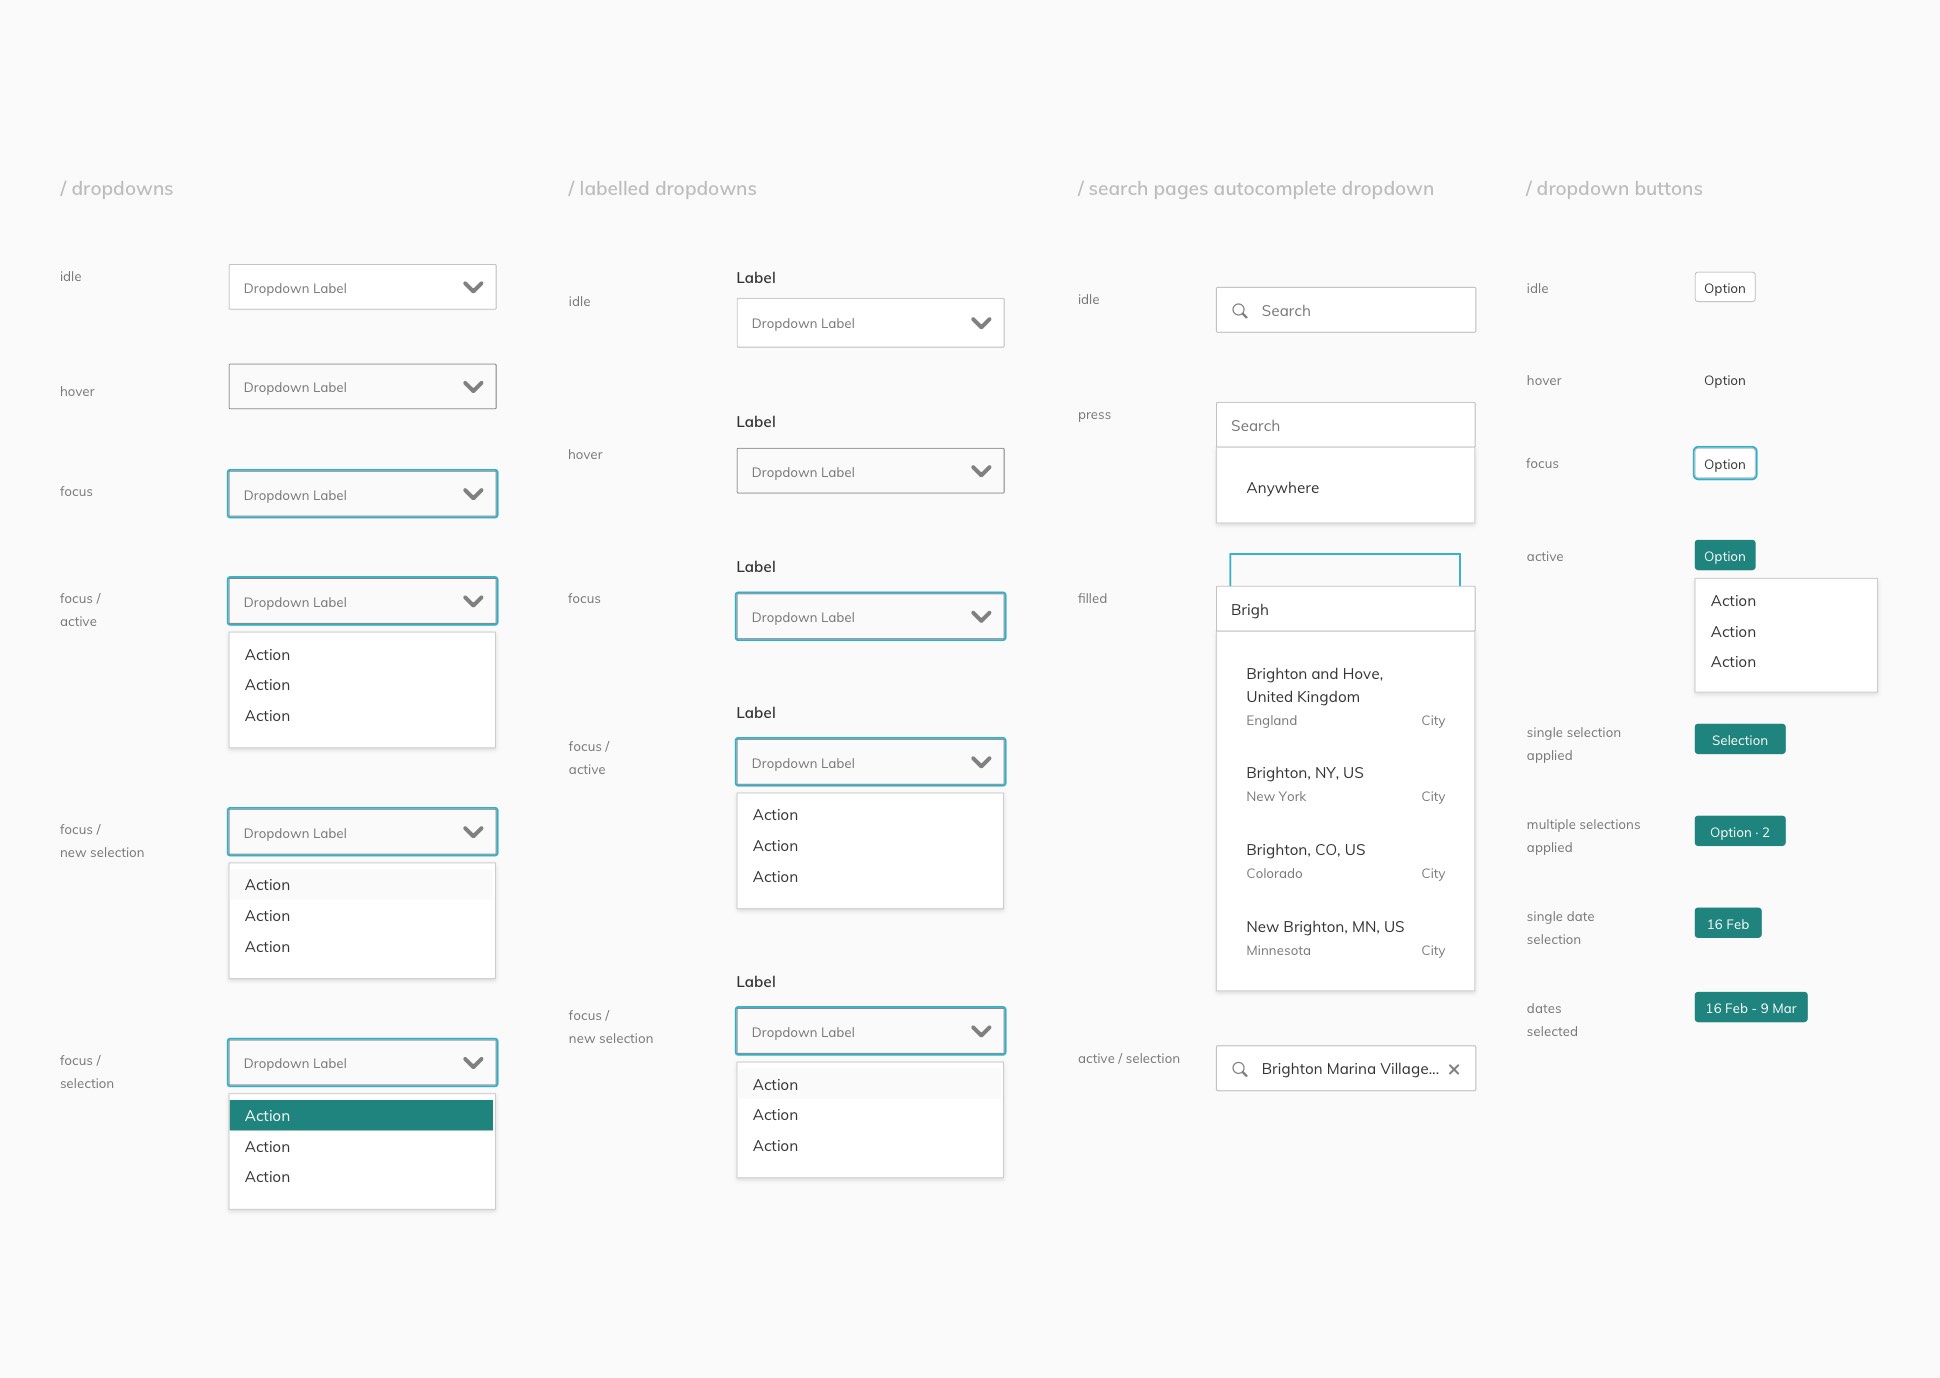 / dropdowns
idle
Dropdown Label
hover
Dropdown Label
focus
Dropdown Label
focus /
active
Dropdown Label
Action
Action
Action
focus /
new selection
Dropdown Label
Action
Action
Action
focus /
selection
Dropdown Label
Action
Action
Action
/ labelled dropdowns
Label
idle
Dropdown Label
Label
hover
Dropdown Label
Label
focus
Dropdown Label
Label
focus /
active
Dropdown Label
Action
Action
Action
Label
focus /
new selection
Dropdown Label
Action
Action
Action
/ search pages autocomplete dropdown
idle
Search
press
Search
Anywhere
filled
Brigh
Brighton and Hove,
United Kingdom
England City
Brighton, NY, US
New York City
Brighton, CO, US
Colorado City
New Brighton, MN, US
Minnesota City
active / selection
Brighton Marina Village...
/ dropdown buttons
idle
Option
hover
Option
focus
Option
active
Option
Action
Action
Action
single selection
applied
Selection
multiple selections
applied
Option · 2
single date
selection
16 Feb
dates
selected
16 Feb - 9 Mar